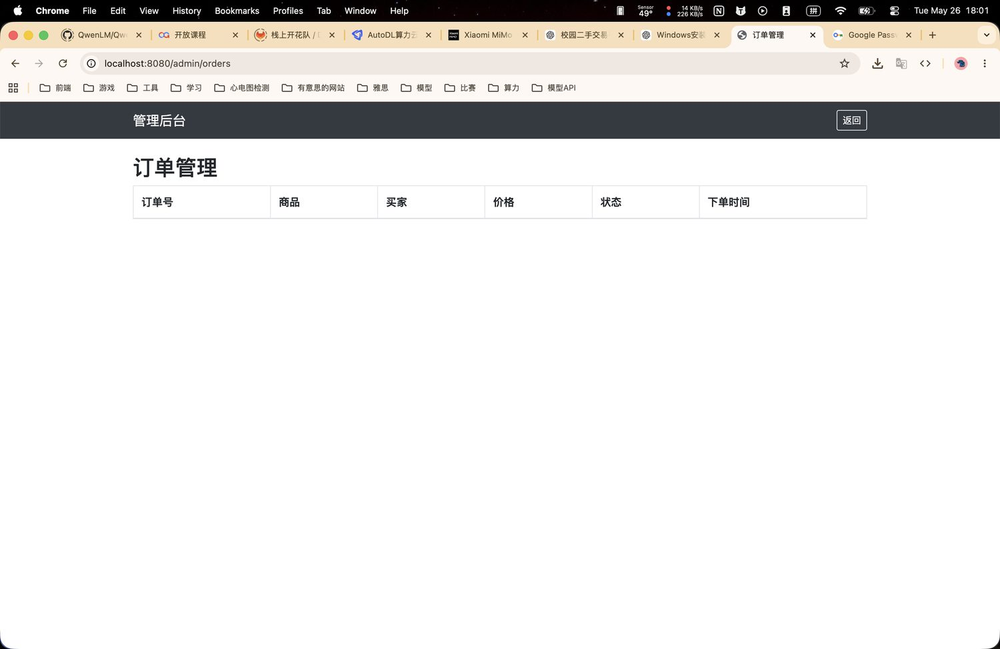 Chrome File Edit View History Bookmarks Profiles Tab Window Help Sensor 49° 14 KB/s 226 KB/s N 拼 Tue May 26 18:01
QwenLM/Qw 开放课程 栈上开花队 / AutoDL算力云 Xiaomi MiMo 校园二手交易 Windows安装 订单管理 Google Passw
localhost:8080/admin/orders
前端 游戏 工具 学习 心电图检测 有意思的网站 雅思 模型 比赛 算力 模型API
管理后台 返回
订单管理
订单号 商品 买家 价格 状态 下单时间